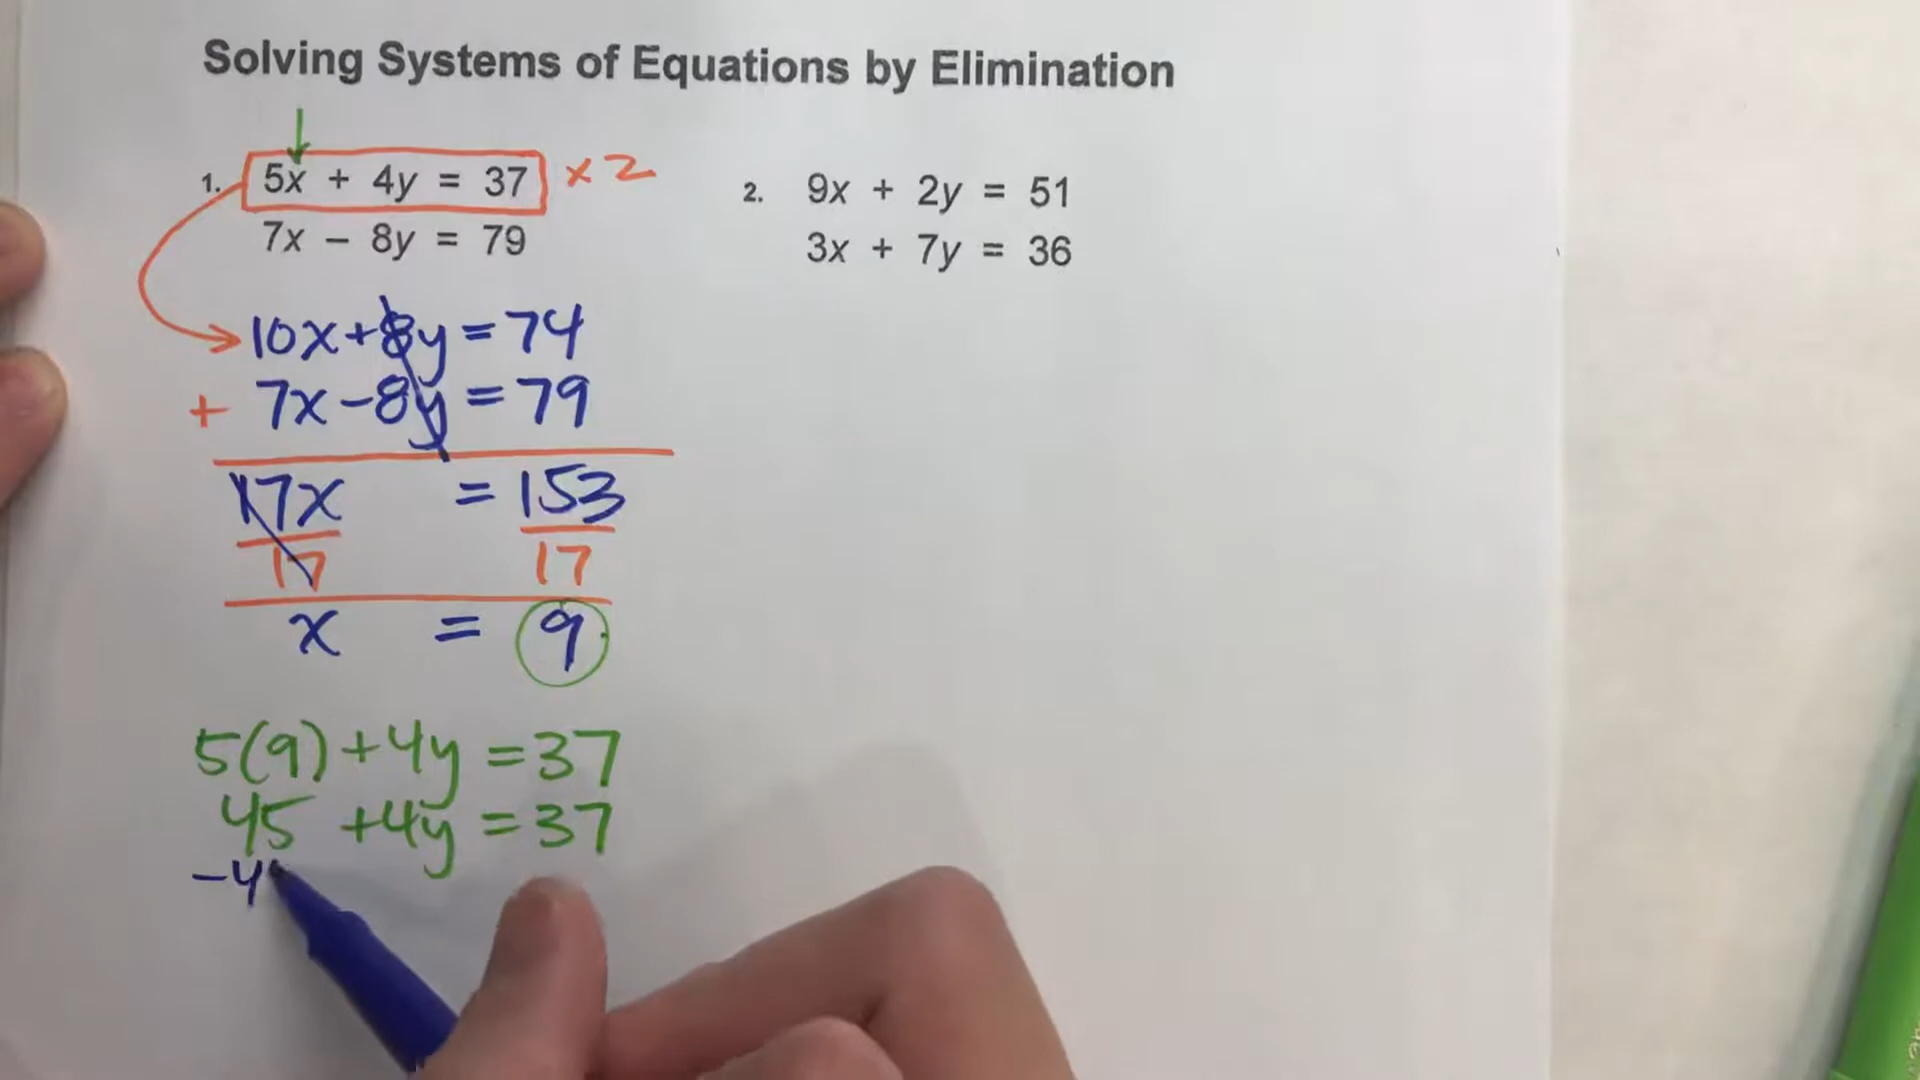 Solving Systems of Equations by Elimination
1. 5x + 4y = 37 x 2
7x − 8y = 79
2. 9x + 2y = 51
3x + 7y = 36
10x+8y=74
+ 7x−8y=79
17x = 153
17 17
x = 9
5(9)+4y=37
45 +4y=37
−4